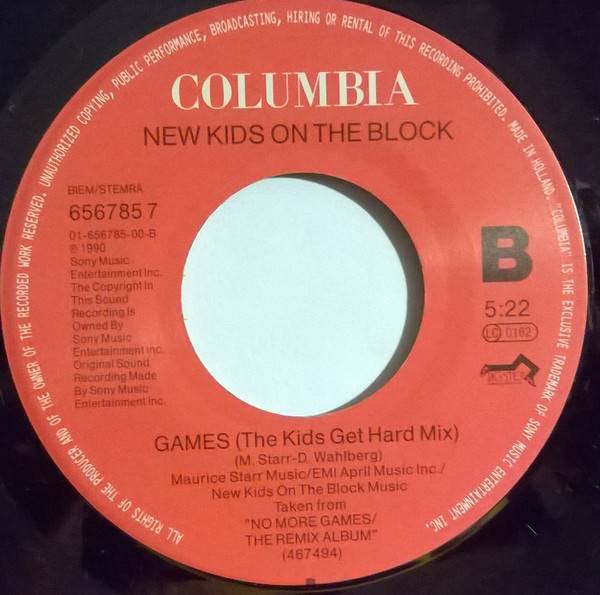 ALL RIGHTS OF THE PRODUCER AND OF THE OWNER OF THE RECORDED WORK RESERVED. UNAUTHORIZED COPYING, PUBLIC PERFORMANCE, BROADCASTING, HIRING OR RENTAL OF THIS RECORDING PROHIBITED. MADE IN HOLLAND. "COLUMBIA" IS THE EXCLUSIVE TRADEMARK OF SONY MUSIC ENTERTAINMENT INC.
COLUMBIA
NEW KIDS ON THE BLOCK
BIEM/STEMRA
656785 7
01-656785-00-B
℗ 1990
Sony Music
Entertainment Inc.
The Copyright In
This Sound
Recording Is
Owned By
Sony Music
Entertainment Inc.
Original Sound
Recording Made
By Sony Music
Entertainment Inc.
B
5:22
LC 0162
GAMES (The Kids Get Hard Mix)
(M. Starr-D. Wahlberg)
Maurice Starr Music/EMI April Music Inc./
New Kids On The Block Music
Taken from
"NO MORE GAMES/
THE REMIX ALBUM"
(467494)